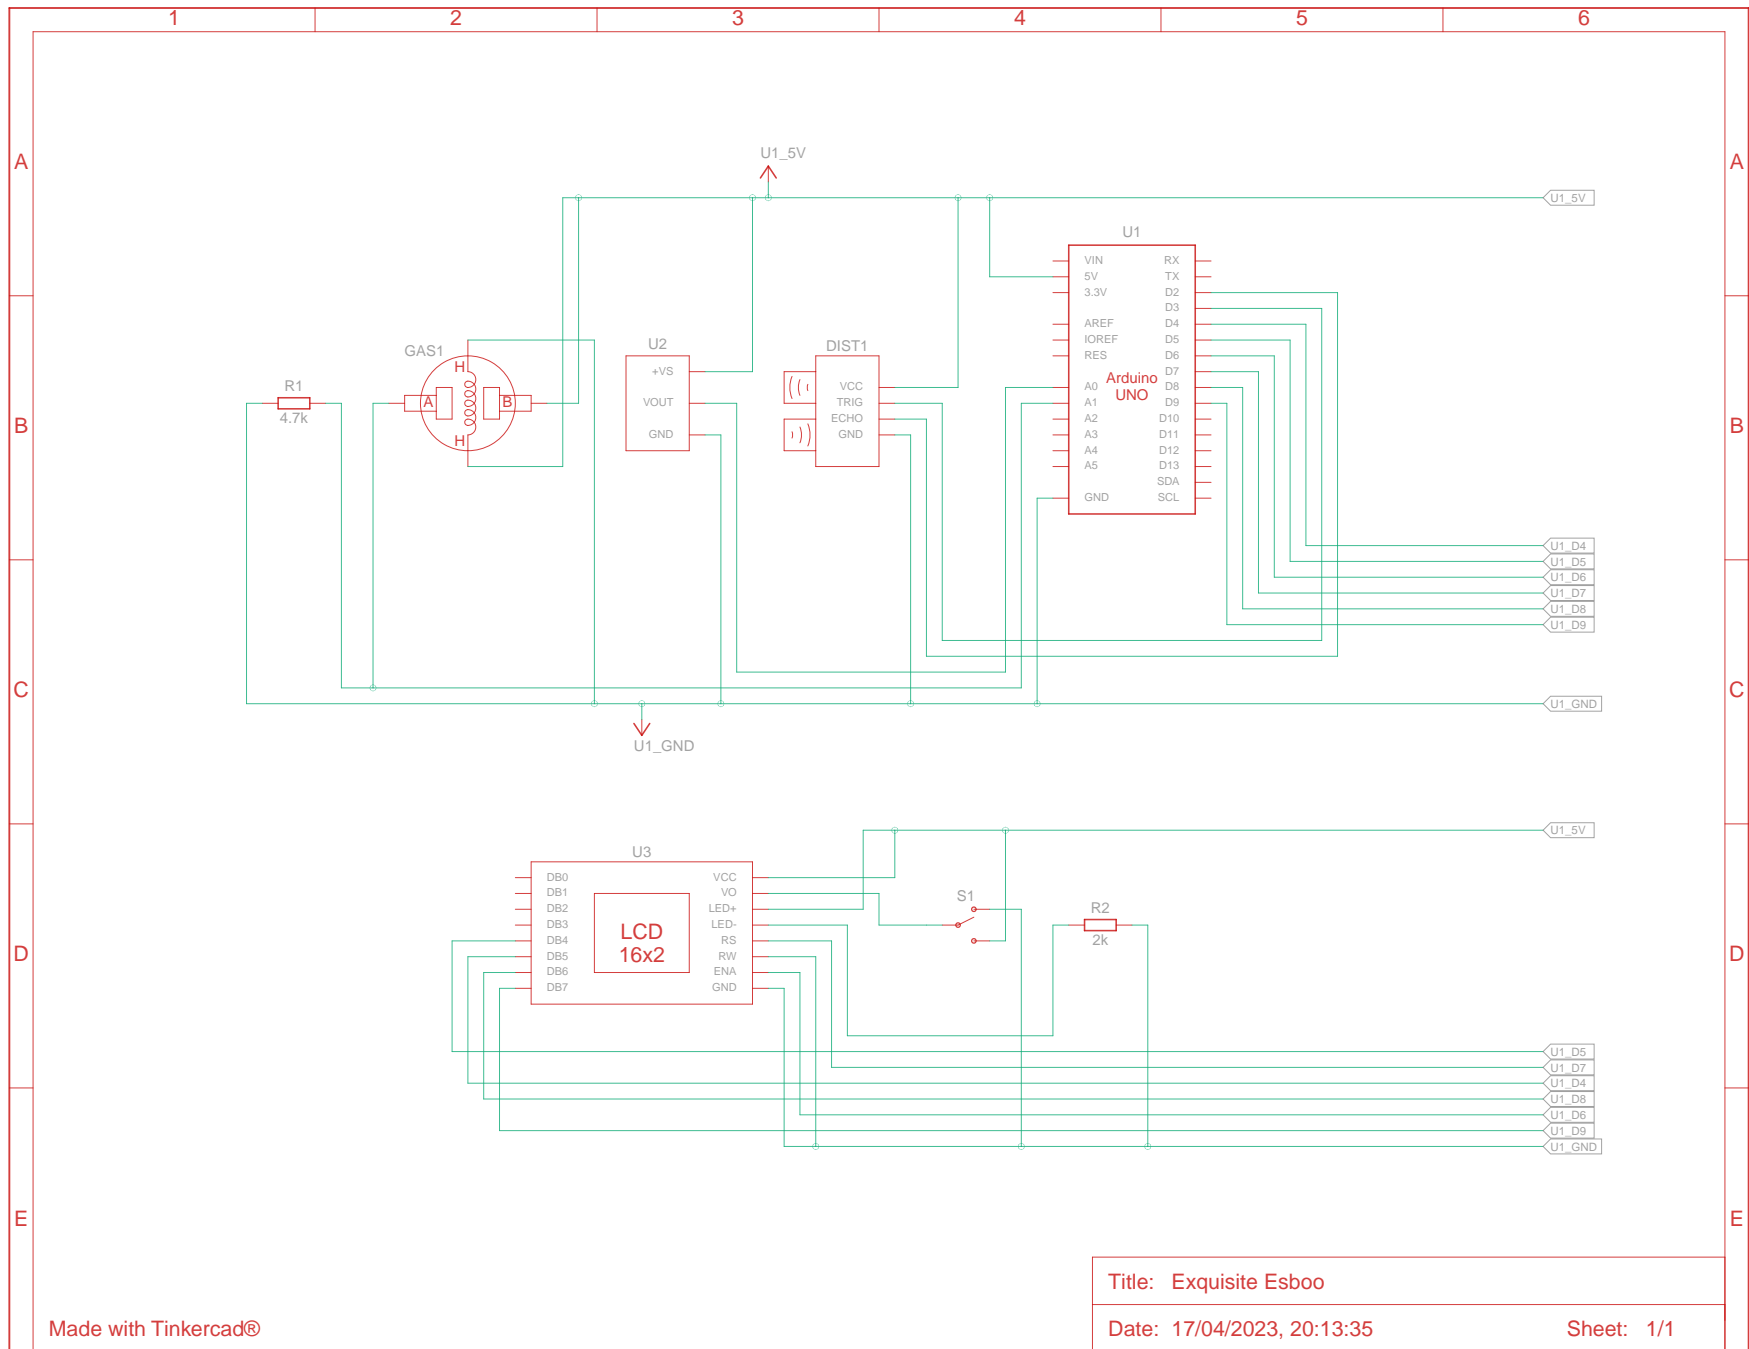 1 2 3 4 5 6
A A
U1_5V
U1_5V
U1
VIN RX
5V TX
3.3V D2
D3
AREF D4
IOREF D5
RES D6
D7
A0 D8
A1 D9
A2 D10
A3 D11
A4 D12
A5 D13
SDA
GND SCL
Arduino
UNO
GAS1
H
A B
H
R1
4.7k
U2
+VS
VOUT
GND
DIST1
VCC
TRIG
ECHO
GND
B B
U1_D4
U1_D5
U1_D6
U1_D7
U1_D8
U1_D9
C C
U1_GND
U1_GND
U1_5V
U3
DB0 VCC
DB1 VO
DB2 LED+
DB3 LED-
DB4 RS
DB5 RW
DB6 ENA
DB7 GND
LCD
16x2
S1
R2
2k
D D
U1_D5
U1_D7
U1_D4
U1_D8
U1_D6
U1_D9
U1_GND
E E
Title: Exquisite Esboo
Made with Tinkercad®
Date: 17/04/2023, 20:13:35 Sheet: 1/1